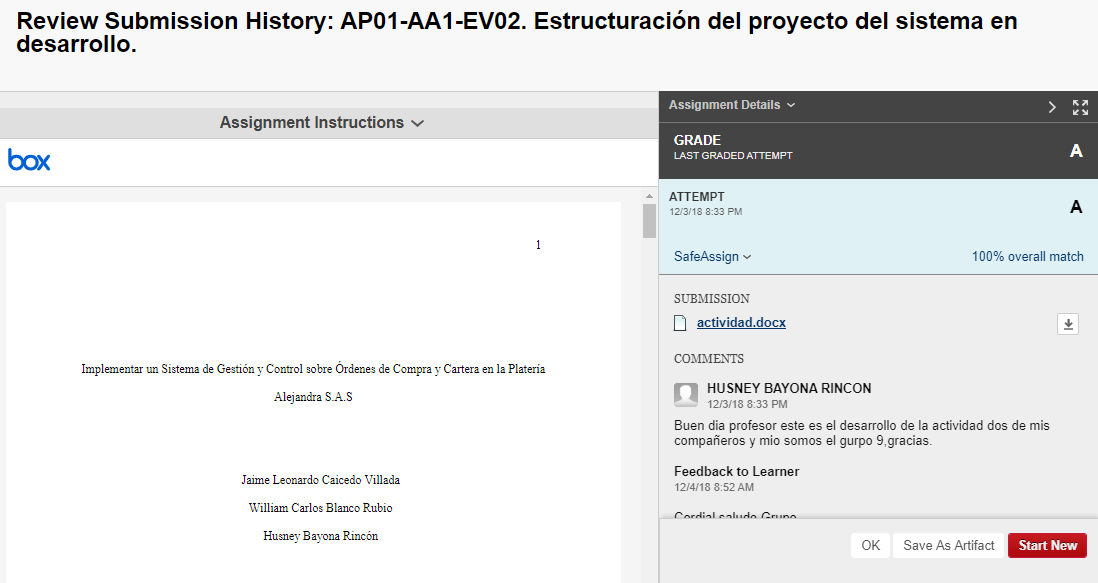 Review Submission History: AP01-AA1-EV02. Estructuración del proyecto del sistema en
desarrollo.
Assignment Instructions
box
1
Implementar un Sistema de Gestión y Control sobre Órdenes de Compra y Cartera en la Platería
Alejandra S.A.S
Jaime Leonardo Caicedo Villada
William Carlos Blanco Rubio
Husney Bayona Rincón
Assignment Details
GRADE
LAST GRADED ATTEMPT
A
ATTEMPT
12/3/18 8:33 PM
A
SafeAssign
100% overall match
SUBMISSION
actividad.docx
COMMENTS
HUSNEY BAYONA RINCON
12/3/18 8:33 PM
Buen dia profesor este es el desarrollo de la actividad dos de mis
compañeros y mio somos el gurpo 9,gracias.
Feedback to Learner
12/4/18 8:52 AM
Cordial saludo Grupo
OK
Save As Artifact
Start New